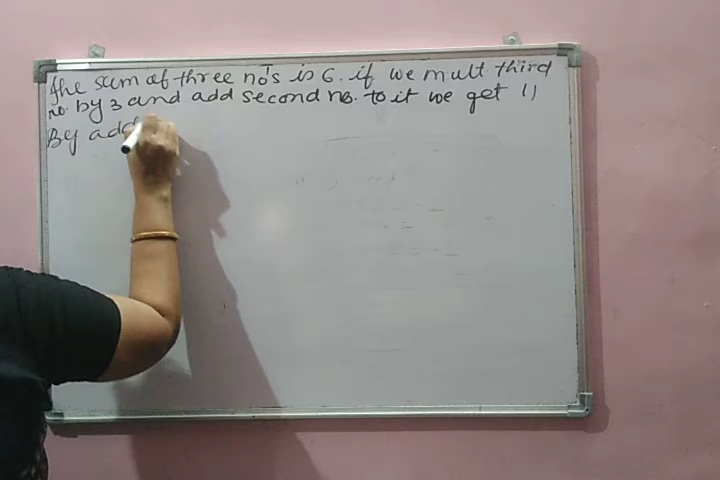 The sum of three no's is 6. if we mult third
no. by 3 and add second no. to it we get 11
By add